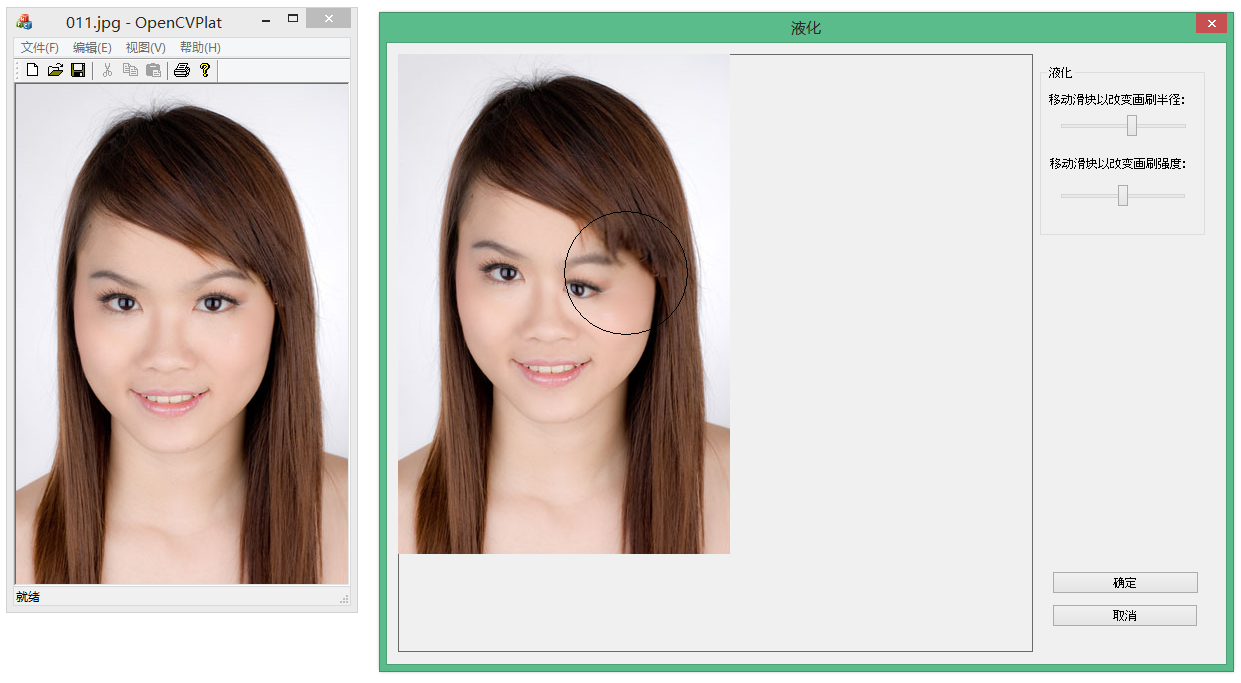 011.jpg - OpenCVPlat
文件(F) 编辑(E) 视图(V) 帮助(H)
就绪
液化
液化
移动滑块以改变画刷半径:
移动滑块以改变画刷强度:
确定
取消